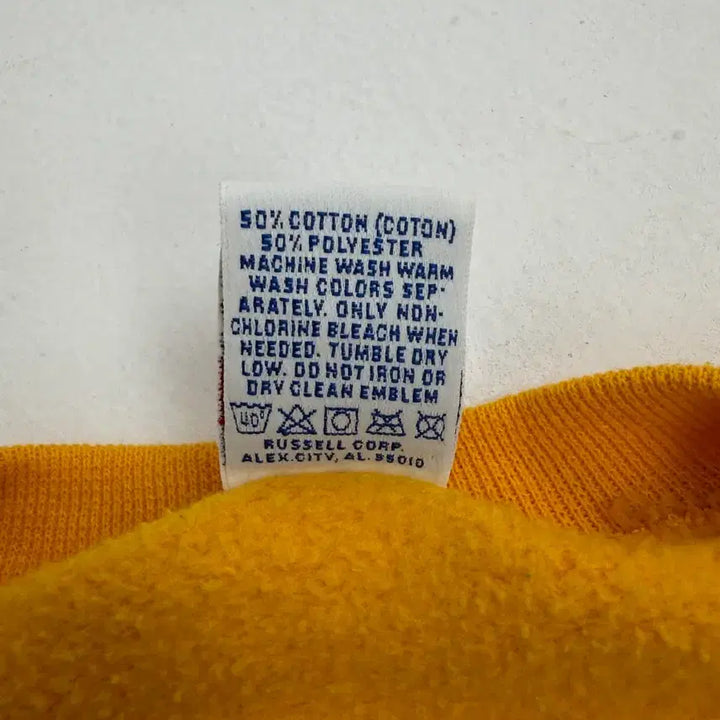 50% COTTON (COTON)
50% POLYESTER
MACHINE WASH WARM
WASH COLORS SEP-
ARATELY. ONLY NON-
CHLORINE BLEACH WHEN
NEEDED. TUMBLE DRY
LOW. DO NOT IRON OR
DRY CLEAN EMBLEM
40°
RUSSELL CORP.
ALEX.CITY, AL. 35010